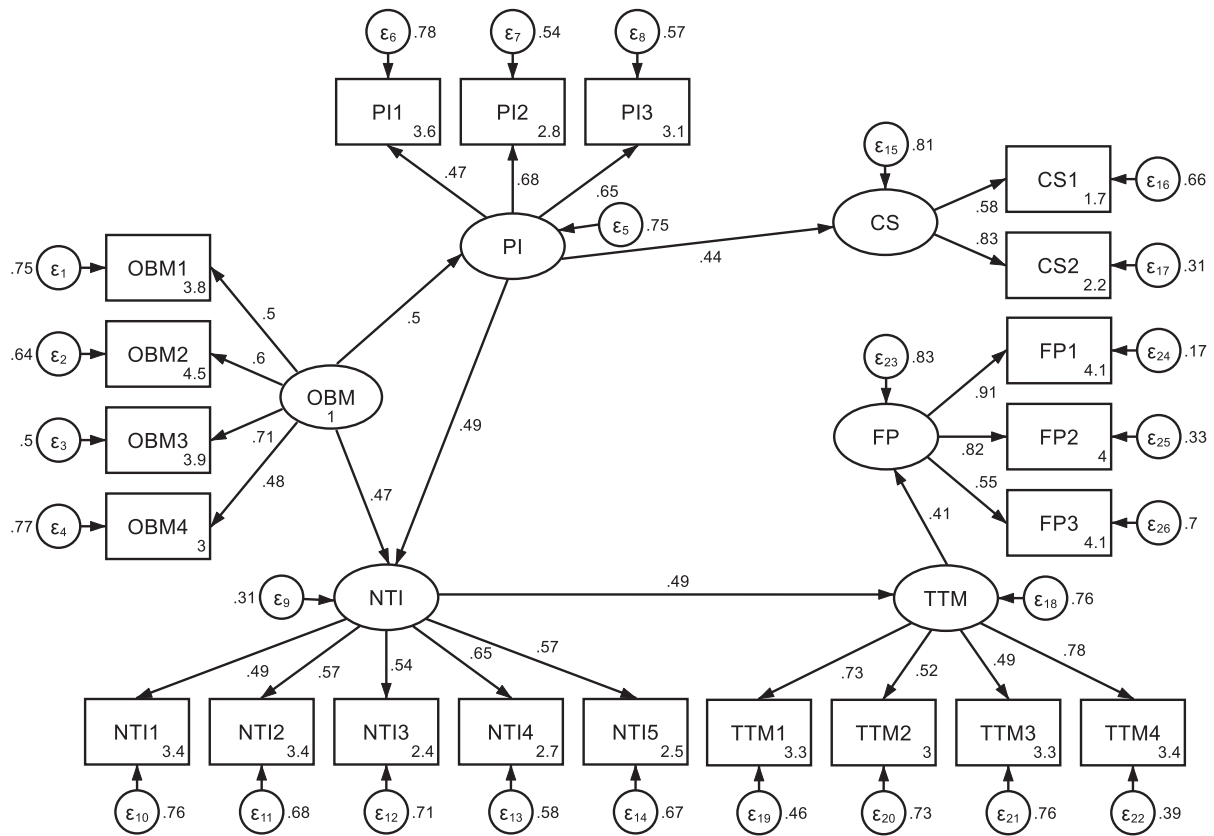 ε6 .78 ε7 .54 ε8 .57
PI1 3.6 PI2 2.8 PI3 3.1
.47 .68 .65
ε15 .81
CS1 1.7 ε16 .66
.58
CS
.83
CS2 2.2 ε17 .31
PI ε5 .75
.44
.75 ε1 OBM1 3.8
.5
.5
.64 ε2 OBM2 4.5
.6
OBM 1
.5 ε3 OBM3 3.9
.71
.48
.77 ε4 OBM4 3
.49
.47
ε23 .83
FP1 4.1 ε24 .17
.91
FP
.82
FP2 4 ε25 .33
.55
FP3 4.1 ε26 .7
.41
.31 ε9 NTI .49 TTM ε18 .76
.49 .57 .54 .65 .57
.73 .52 .49 .78
NTI1 3.4 NTI2 3.4 NTI3 2.4 NTI4 2.7 NTI5 2.5
TTM1 3.3 TTM2 3 TTM3 3.3 TTM4 3.4
ε10 .76 ε11 .68 ε12 .71 ε13 .58 ε14 .67
ε19 .46 ε20 .73 ε21 .76 ε22 .39